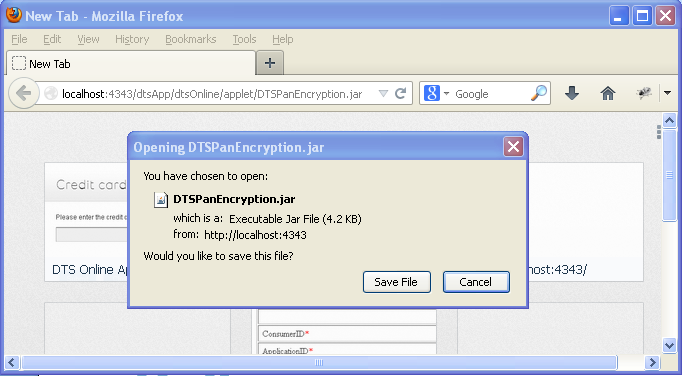 New Tab - Mozilla Firefox
File Edit View History Bookmarks Tools Help
New Tab
localhost:4343/dtsApp/dtsOnline/applet/DTSPanEncryption.jar
Google
Opening DTSPanEncryption.jar
You have chosen to open:
DTSPanEncryption.jar
which is a: Executable Jar File (4.2 KB)
from: http://localhost:4343
Would you like to save this file?
Save File Cancel
Credit card
Please enter the credit c
DTS Online Ap
host:4343/
ConsumerID*
ApplicationID*